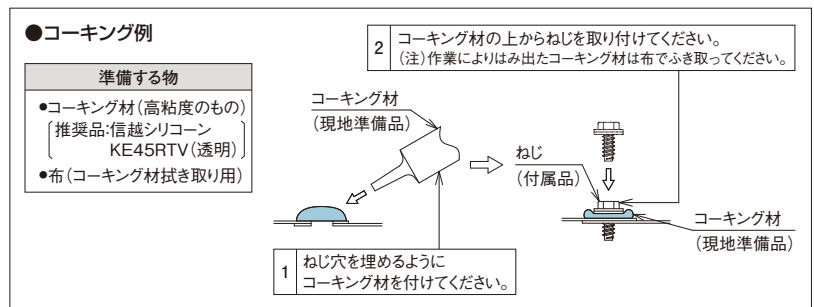 ●コーキング例
準備する物
●コーキング材（高粘度のもの）
推奨品:信越シリコーン
KE45RTV（透明）
●布（コーキング材拭き取り用）
2 コーキング材の上からねじを取り付けてください。
（注）作業によりはみ出たコーキング材は布でふき取ってください。
コーキング材
（現地準備品）
ねじ
（付属品）
コーキング材
（現地準備品）
1 ねじ穴を埋めるように
コーキング材を付けてください。